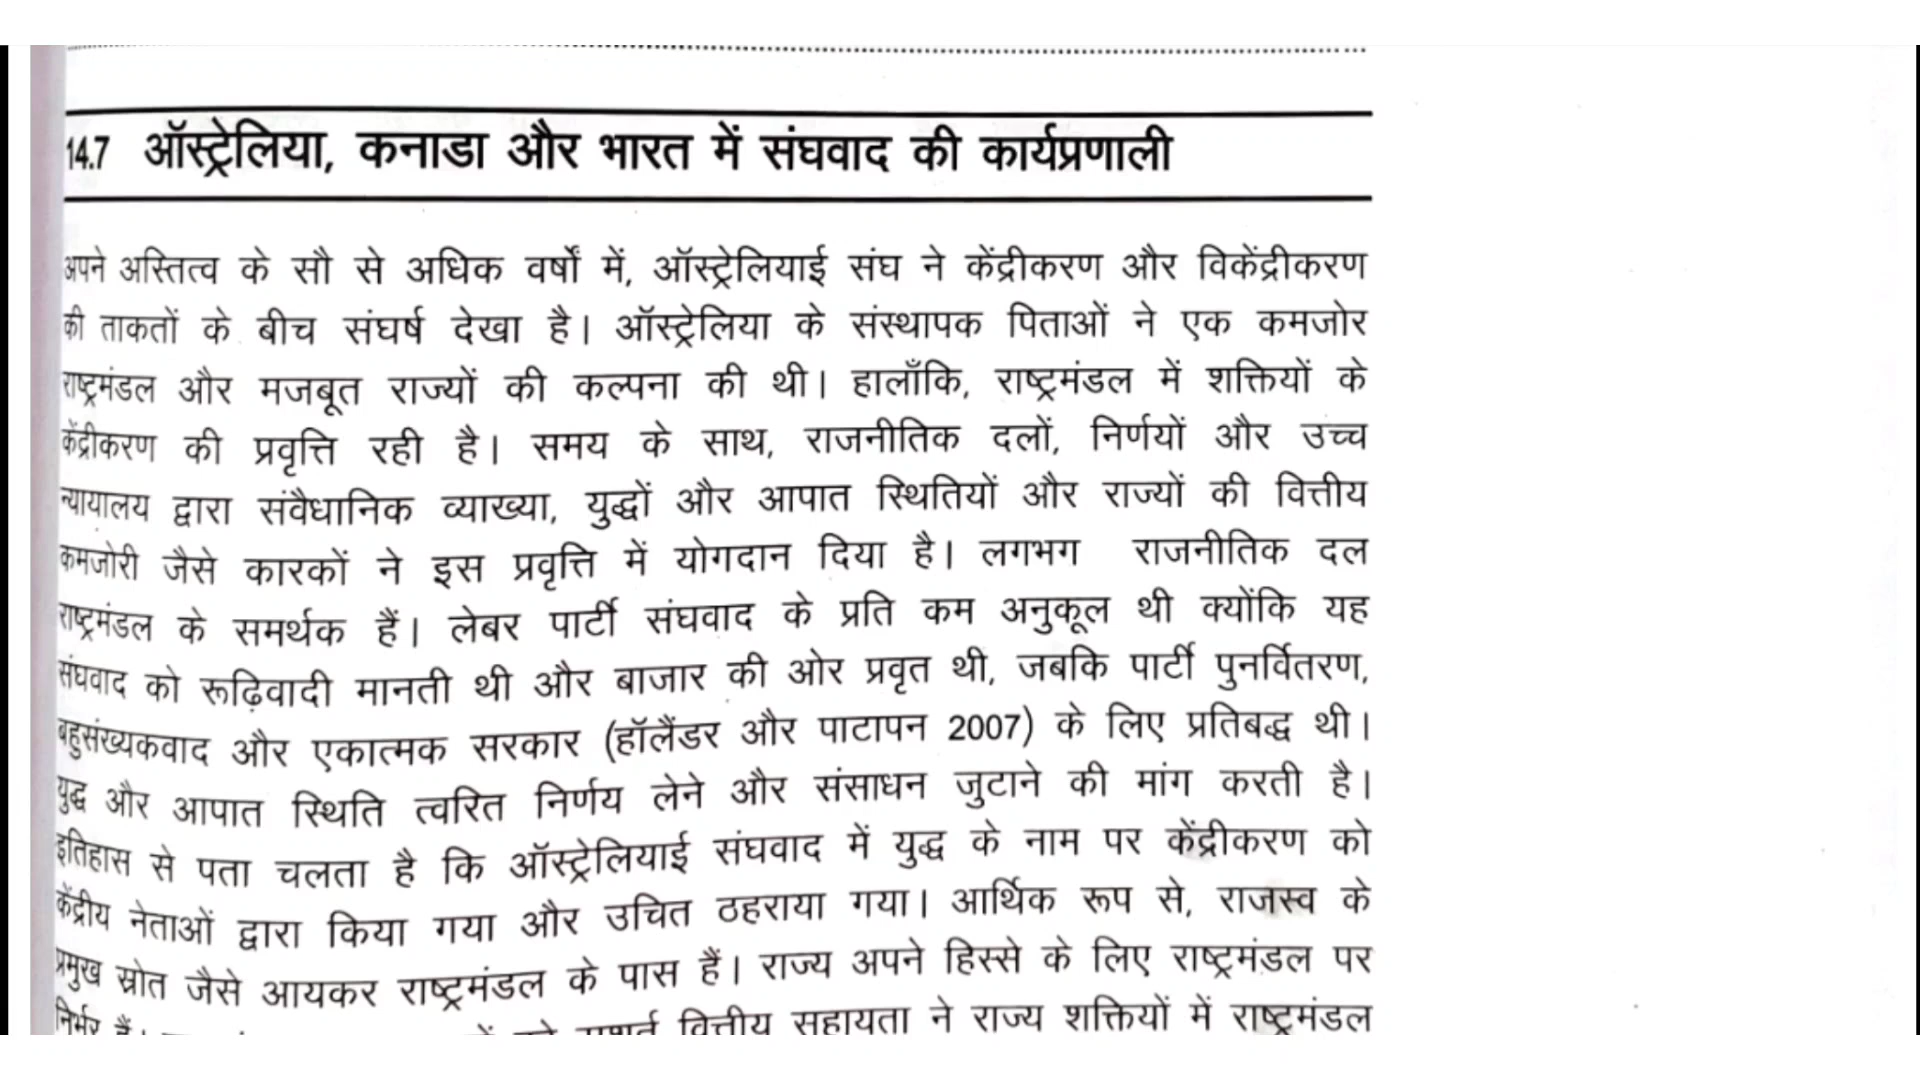 14.7 ऑस्ट्रेलिया, कनाडा और भारत में संघवाद की कार्यप्रणाली
अपने अस्तित्व के सौ से अधिक वर्षों में, ऑस्ट्रेलियाई संघ ने केंद्रीकरण और विकेंद्रीकरण
की ताकतों के बीच संघर्ष देखा है। ऑस्ट्रेलिया के संस्थापक पिताओं ने एक कमजोर
राष्ट्रमंडल और मजबूत राज्यों की कल्पना की थी। हालाँकि, राष्ट्रमंडल में शक्तियों के
केंद्रीकरण की प्रवृत्ति रही है। समय के साथ, राजनीतिक दलों, निर्णयों और उच्च
न्यायालय द्वारा संवैधानिक व्याख्या, युद्धों और आपात स्थितियों और राज्यों की वित्तीय
कमजोरी जैसे कारकों ने इस प्रवृत्ति में योगदान दिया है। लगभग राजनीतिक दल
राष्ट्रमंडल के समर्थक हैं। लेबर पार्टी संघवाद के प्रति कम अनुकूल थी क्योंकि यह
संघवाद को रूढ़िवादी मानती थी और बाजार की ओर प्रवृत थी, जबकि पार्टी पुनर्वितरण,
बहुसंख्यकवाद और एकात्मक सरकार (हॉलैंडर और पाटापन 2007) के लिए प्रतिबद्ध थी।
युद्ध और आपात स्थिति त्वरित निर्णय लेने और संसाधन जुटाने की मांग करती है।
इतिहास से पता चलता है कि ऑस्ट्रेलियाई संघवाद में युद्ध के नाम पर केंद्रीकरण को
केंद्रीय नेताओं द्वारा किया गया और उचित ठहराया गया। आर्थिक रूप से, राजस्व के
प्रमुख स्रोत जैसे आयकर राष्ट्रमंडल के पास हैं। राज्य अपने हिस्से के लिए राष्ट्रमंडल पर
निर्भर हैं। वित्तीय सहायता ने राज्य शक्तियों में राष्ट्रमंडल